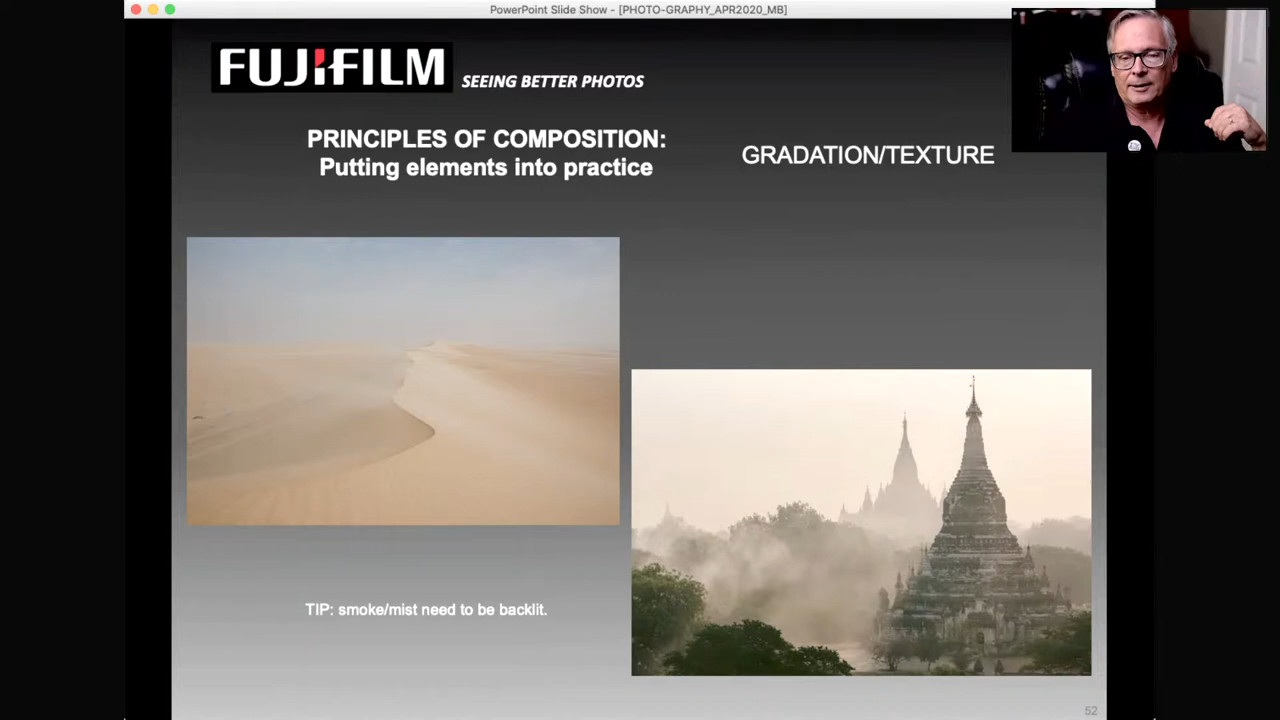 PowerPoint Slide Show - [PHOTO-GRAPHY_APR2020_MB]
FUJIFILM SEEING BETTER PHOTOS
PRINCIPLES OF COMPOSITION:
Putting elements into practice
GRADATION/TEXTURE
TIP: smoke/mist need to be backlit.
52